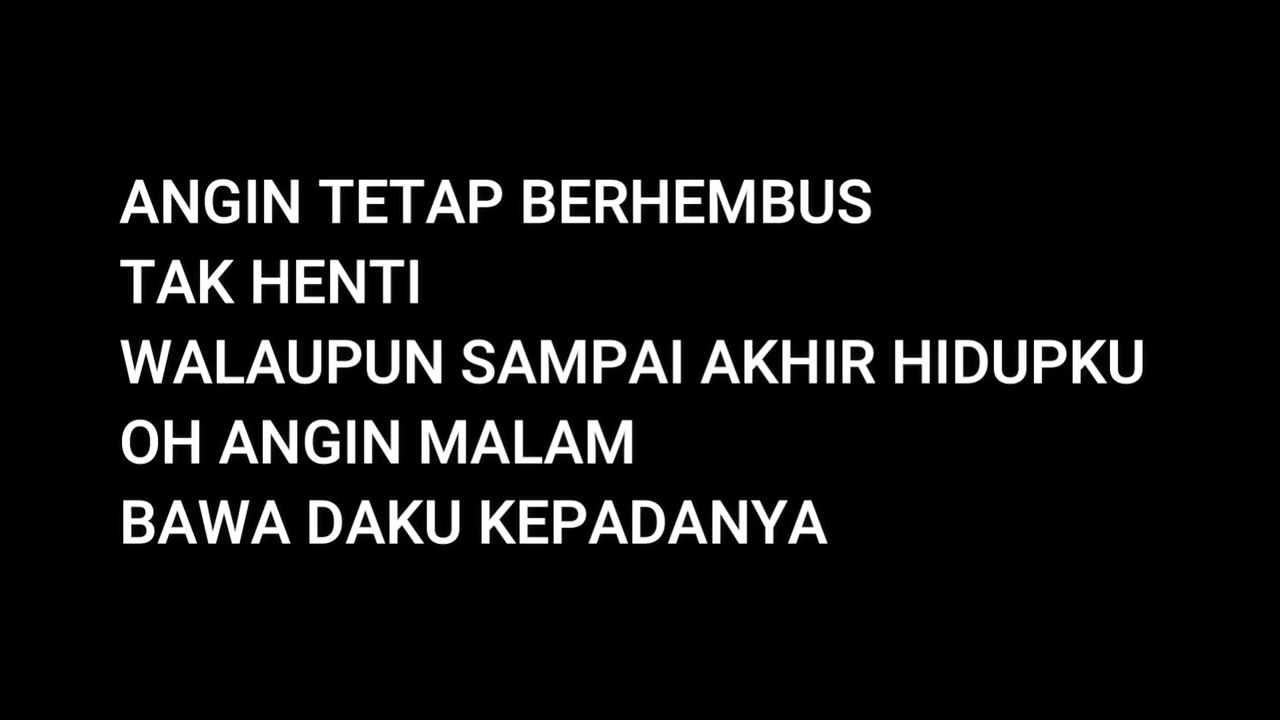 ANGIN TETAP BERHEMBUS
TAK HENTI
WALAUPUN SAMPAI AKHIR HIDUPKU
OH ANGIN MALAM
BAWA DAKU KEPADANYA